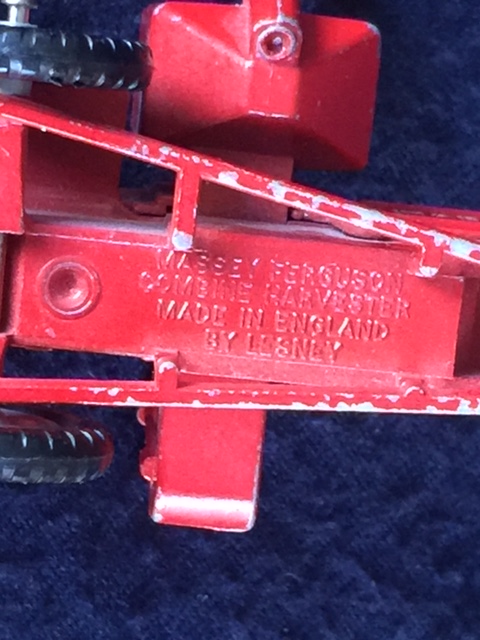 MASSEY FERGUSON
COMBINE HARVESTER
MADE IN ENGLAND
BY LESNEY